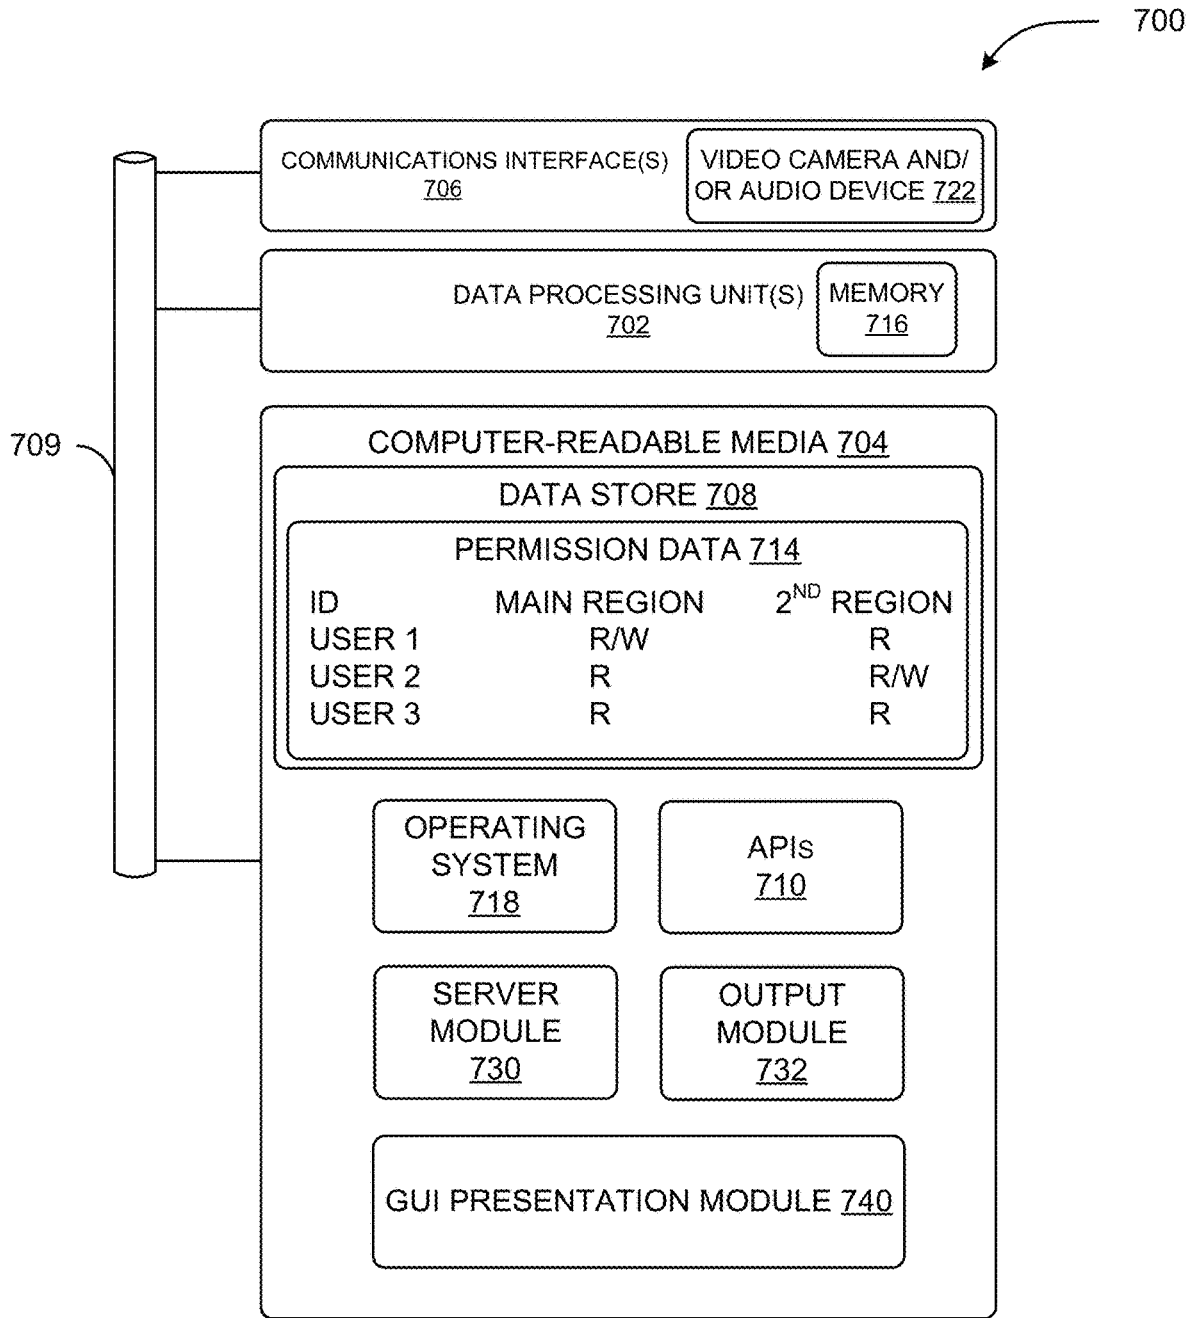 700
COMMUNICATIONS INTERFACE(S)
706
VIDEO CAMERA AND/
OR AUDIO DEVICE 722
DATA PROCESSING UNIT(S)
702
MEMORY
716
709
COMPUTER-READABLE MEDIA 704
DATA STORE 708
PERMISSION DATA 714
ID MAIN REGION 2ND REGION
USER 1 R/W R
USER 2 R R/W
USER 3 R R
OPERATING
SYSTEM
718
APIs
710
SERVER
MODULE
730
OUTPUT
MODULE
732
GUI PRESENTATION MODULE 740